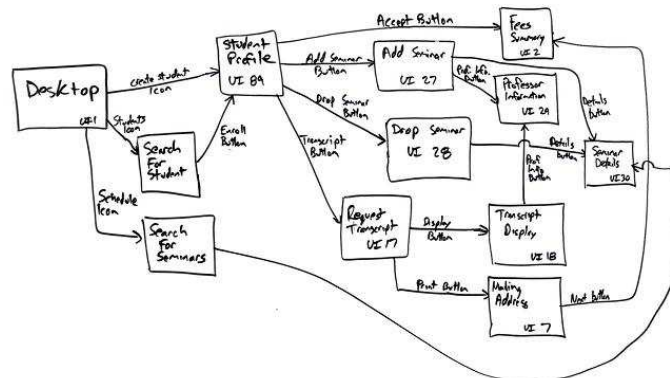 Accept Button
Fees
Summary
UI 2
Student
Profile
UI 89
Add Seminar
Button
Add Seminar
UI 27
Prof. Info.
Button
Professor
Information
UI 29
Details
Button
Desktop
UI 1
Create Student
Icon
Students
Icon
Search
For
Student
Enroll
Button
Drop Seminar
Button
Drop Seminar
UI 28
Details
Button
Seminar
Details
UI 30
Transcript
Button
Prof
Info
Button
Schedule
Icon
Search
For
Seminars
Request
Transcript
UI 17
Display
Button
Transcript
Display
UI 18
Print Button
Mailing
Address
UI 7
Next Button